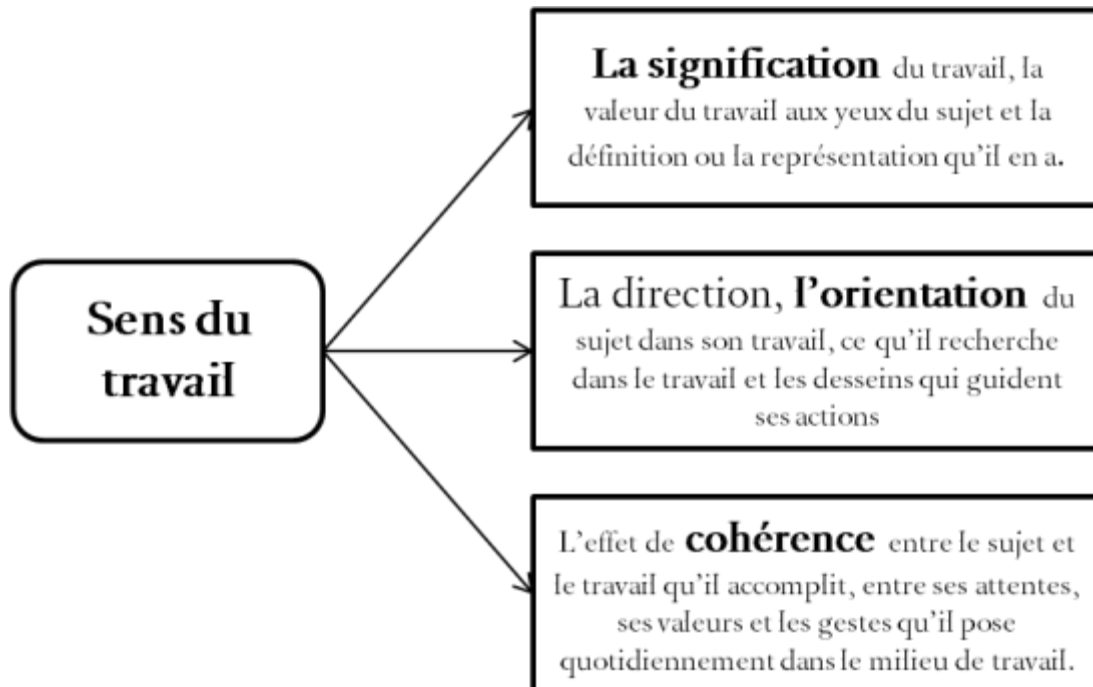 La signification du travail, la
valeur du travail aux yeux du sujet et la
définition ou la représentation qu'il en a.
Sens du
travail
La direction, l'orientation du
sujet dans son travail, ce qu'il recherche
dans le travail et les desseins qui guident
ses actions
L'effet de cohérence entre le sujet et
le travail qu'il accomplit, entre ses attentes,
ses valeurs et les gestes qu'il pose
quotidiennement dans le milieu de travail.